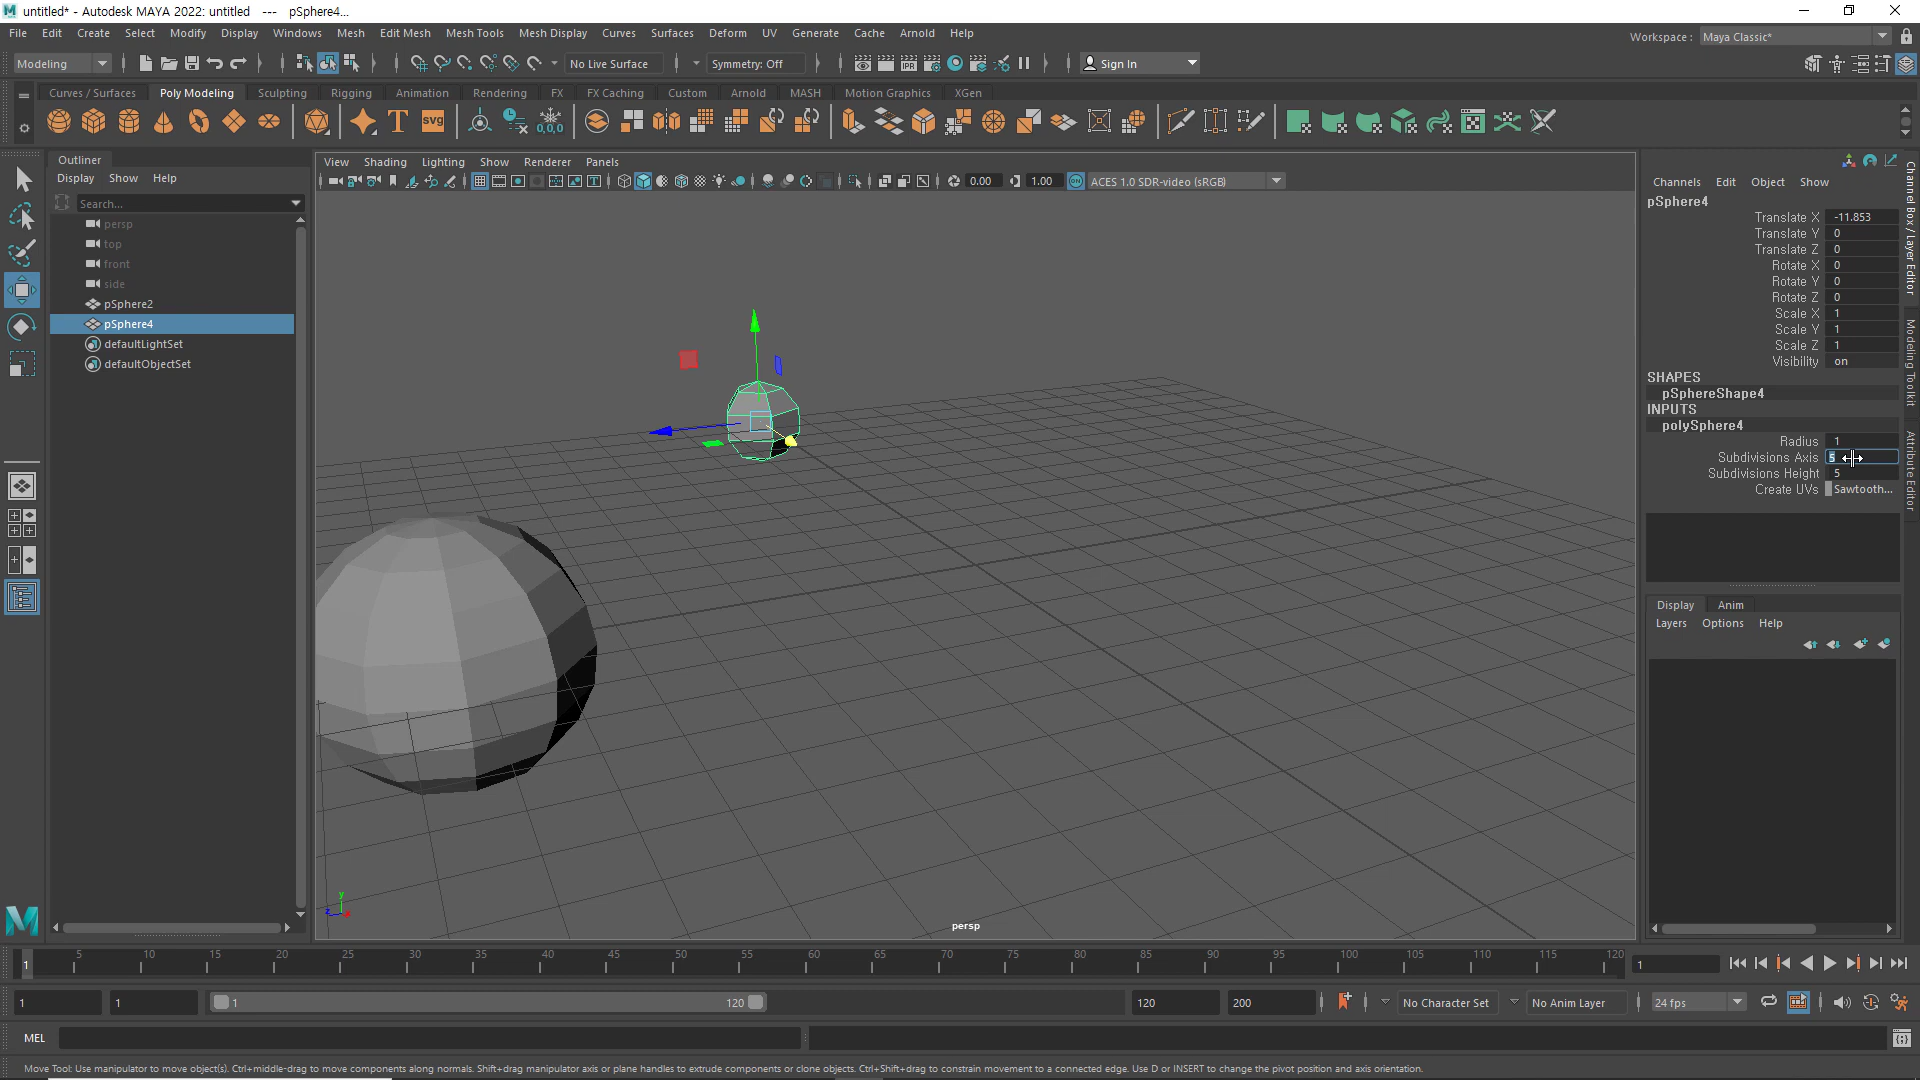 untitled* - Autodesk MAYA 2022: untitled --- pSphere4...
File Edit Create Select Modify Display Windows Mesh Edit Mesh Mesh Tools Mesh Display Curves Surfaces Deform UV Generate Cache Arnold Help
Workspace : Maya Classic*
Modeling No Live Surface Symmetry: Off Sign In
Curves / Surfaces Poly Modeling Sculpting Rigging Animation Rendering FX FX Caching Custom Arnold MASH Motion Graphics XGen
Outliner
Display Show Help
Search...
persp
top
front
side
pSphere2
pSphere4
defaultLightSet
defaultObjectSet
View Shading Lighting Show Renderer Panels
0.00 1.00 ON ACES 1.0 SDR-video (sRGB)
persp
Channels Edit Object Show
pSphere4
Translate X -11.853
Translate Y 0
Translate Z 0
Rotate X 0
Rotate Y 0
Rotate Z 0
Scale X 1
Scale Y 1
Scale Z 1
Visibility on
SHAPES
pSphereShape4
INPUTS
polySphere4
Radius 1
Subdivisions Axis 5
Subdivisions Height 5
Create UVs Sawtooth...
Display Anim
Layers Options Help
Channel Box / Layer Editor
Modeling Toolkit
Attribute Editor
1 5 10 15 20 25 30 35 40 45 50 55 60 65 70 75 80 85 90 95 100 105 110 115 120 1
1 1 1 120 120 200 No Character Set No Anim Layer 24 fps
MEL
Move Tool: Use manipulator to move object(s). Ctrl+middle-drag to move components along normals. Shift+drag manipulator axis or plane handles to extrude components or clone objects. Ctrl+Shift+drag to constrain movement to a connected edge. Use D or INSERT to change the pivot position and axis orientation.